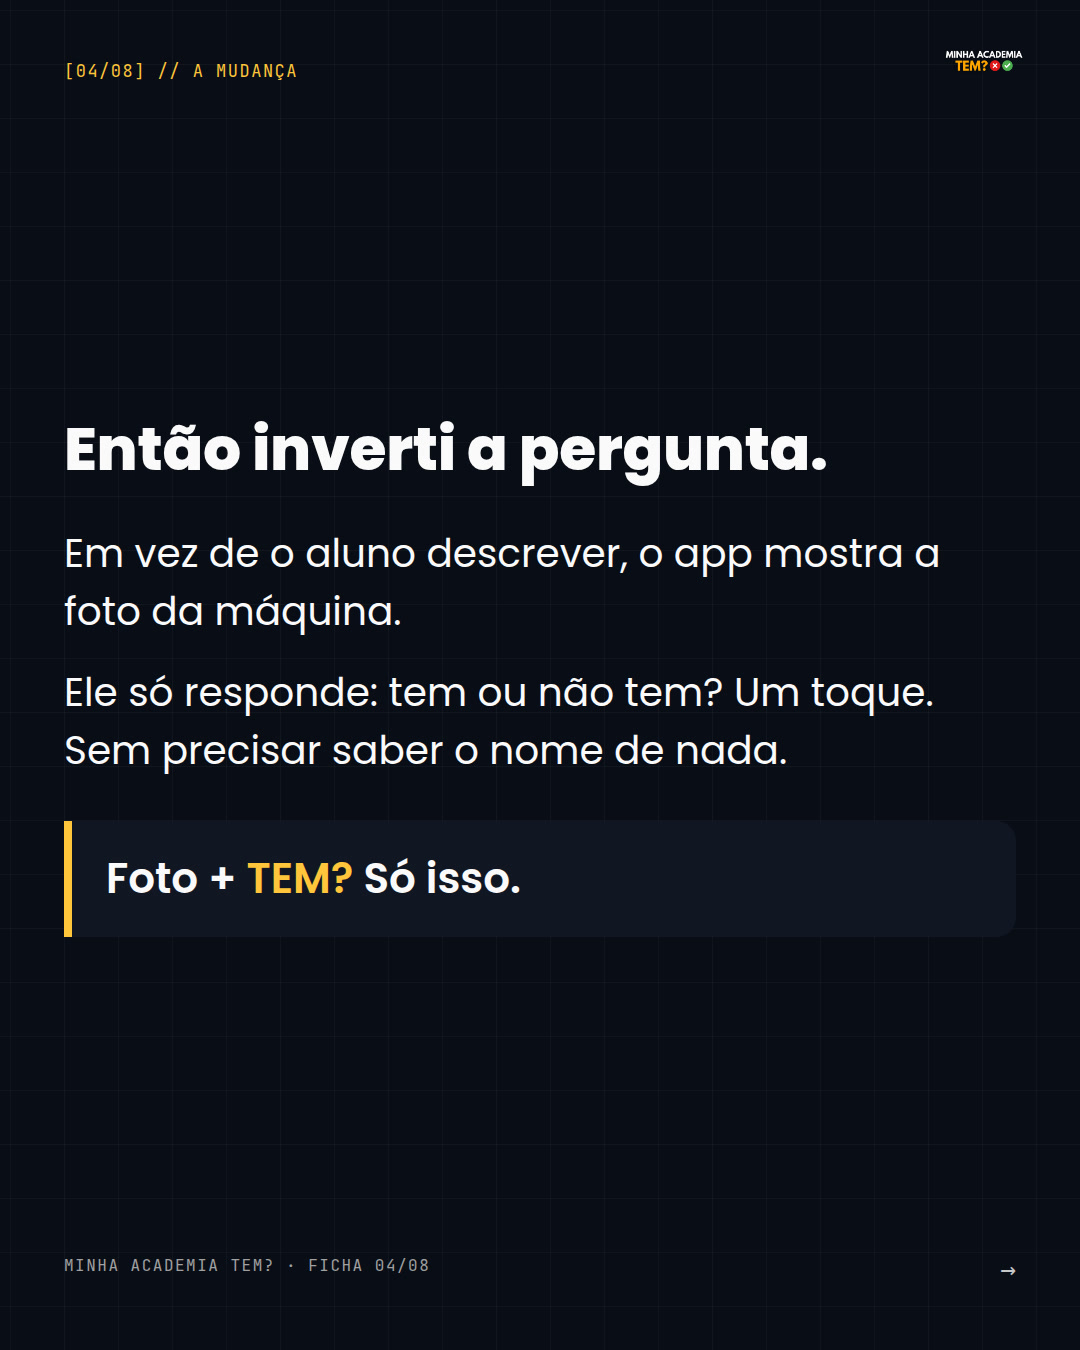 [04/08] // A MUDANÇA
MINHA ACADEMIA
TEM?
Então inverti a pergunta.
Em vez de o aluno descrever, o app mostra a
foto da máquina.
Ele só responde: tem ou não tem? Um toque.
Sem precisar saber o nome de nada.
Foto + TEM? Só isso.
MINHA ACADEMIA TEM? · FICHA 04/08
→